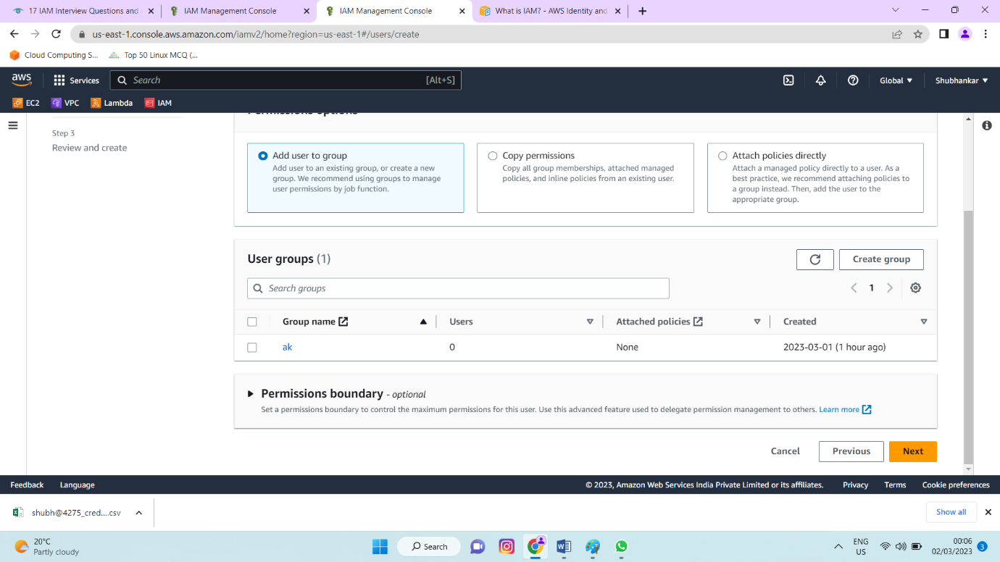 17 IAM Interview Questions and
IAM Management Console
IAM Management Console
What is IAM? - AWS Identity and
us-east-1.console.aws.amazon.com/iamv2/home?region=us-east-1#/users/create
Cloud Computing S...
Top 50 Linux MCQ (...
aws
Services
Search
[Alt+S]
Global
Shubhankar
EC2
VPC
Lambda
IAM
Permissions options
Step 3
Review and create
Add user to group
Add user to an existing group, or create a new
group. We recommend using groups to manage
user permissions by job function.
Copy permissions
Copy all group memberships, attached managed
policies, and inline policies from an existing user.
Attach policies directly
Attach a managed policy directly to a user. As a
best practice, we recommend attaching policies to
a group instead. Then, add the user to the
appropriate group.
User groups (1)
Create group
Search groups
1
Group name
Users
Attached policies
Created
ak
0
None
2023-03-01 (1 hour ago)
Permissions boundary - optional
Set a permissions boundary to control the maximum permissions for this user. Use this advanced feature used to delegate permission management to others. Learn more
Cancel
Previous
Next
Feedback
Language
© 2023, Amazon Web Services India Private Limited or its affiliates.
Privacy
Terms
Cookie preferences
shubh@4275_cred....csv
Show all
20°C
Partly cloudy
Search
ENG
US
00:06
02/03/2023
3